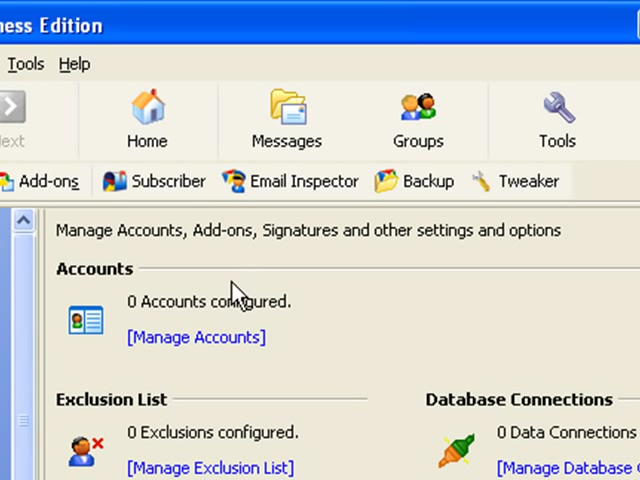 ness Edition
Tools Help
ext Home Messages Groups Tools
Add-ons Subscriber Email Inspector Backup Tweaker
Manage Accounts, Add-ons, Signatures and other settings and options
Accounts
0 Accounts configured.
[Manage Accounts]
Exclusion List Database Connections
0 Exclusions configured. 0 Data Connections
[Manage Exclusion List] [Manage Database